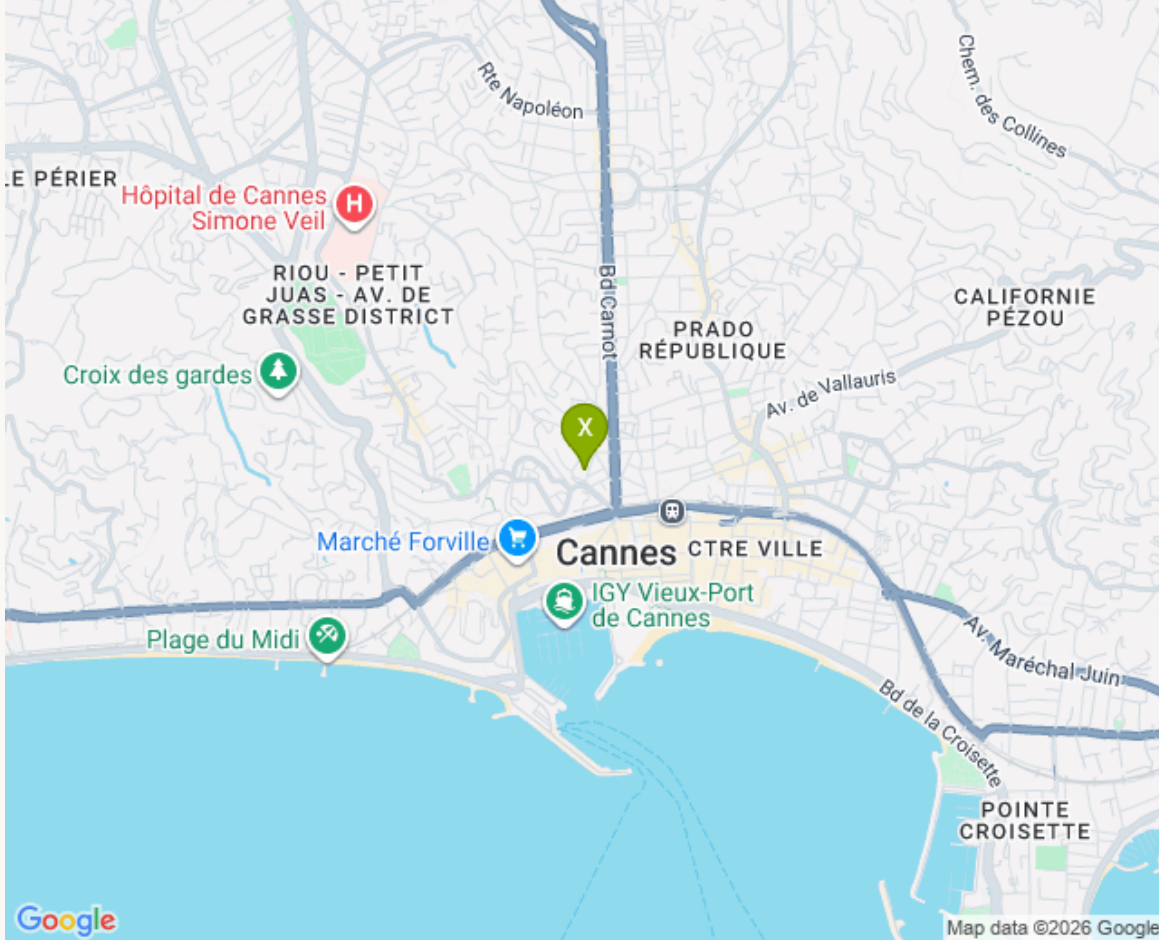 Rte Napoléon
Chem. des Collines
LE PÉRIER
Hôpital de Cannes
Simone Veil
H
RIOU - PETIT
JUAS - AV. DE
GRASSE DISTRICT
Bd Carnot
CALIFORNIE
PÉZOU
PRADO
RÉPUBLIQUE
Croix des gardes
Av. de Vallauris
X
Marché Forville
Cannes
CTRE VILLE
IGY Vieux-Port
de Cannes
Plage du Midi
Av. Maréchal Juin
Bd de la Croisette
POINTE
CROISETTE
Google
Map data ©2026 Google